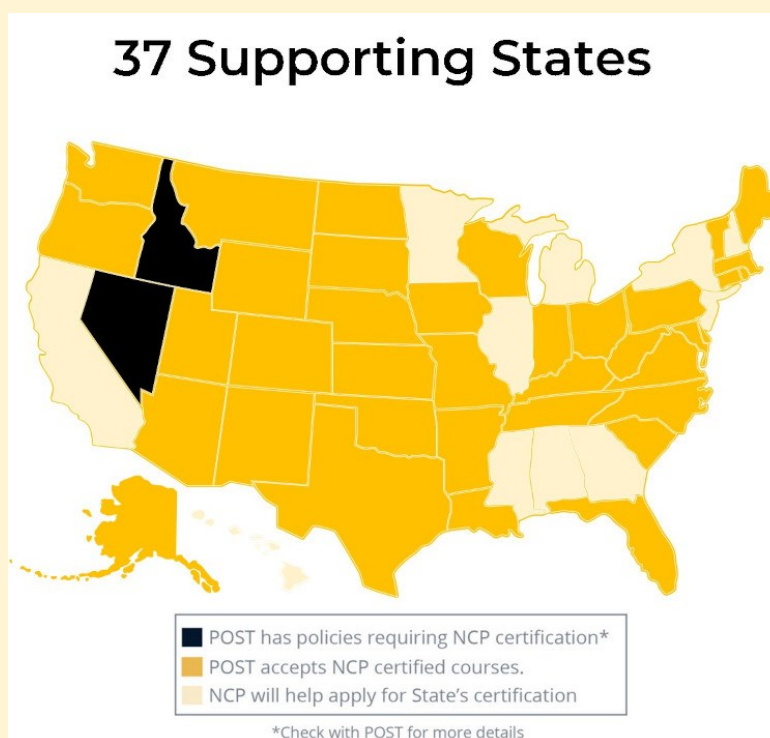 37 Supporting States
POST has policies requiring NCP certification*
POST accepts NCP certified courses.
NCP will help apply for State's certification
*Check with POST for more details